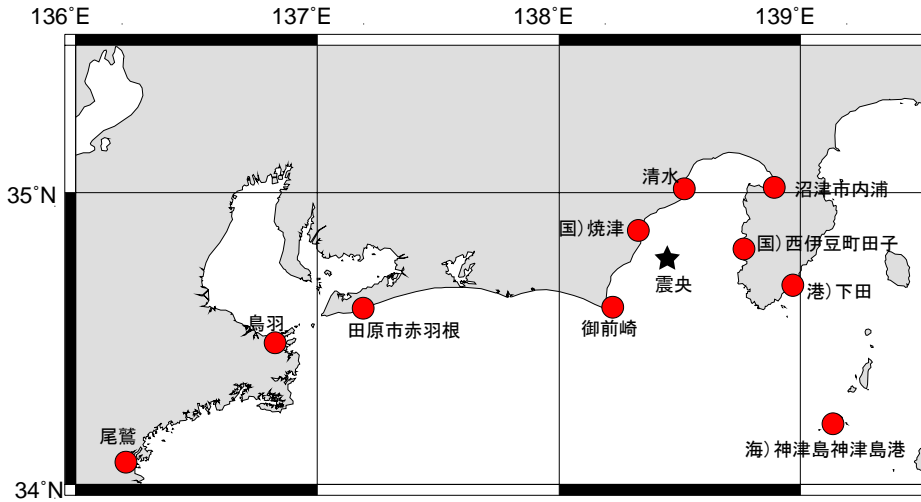 136˚E
137˚E
138˚E
139˚E
35˚N
清水
沼津市内浦
国）焼津
国）西伊豆町田子
震央
港）下田
鳥羽
田原市赤羽根
御前崎
尾鷲
海）神津島神津島港
34˚N